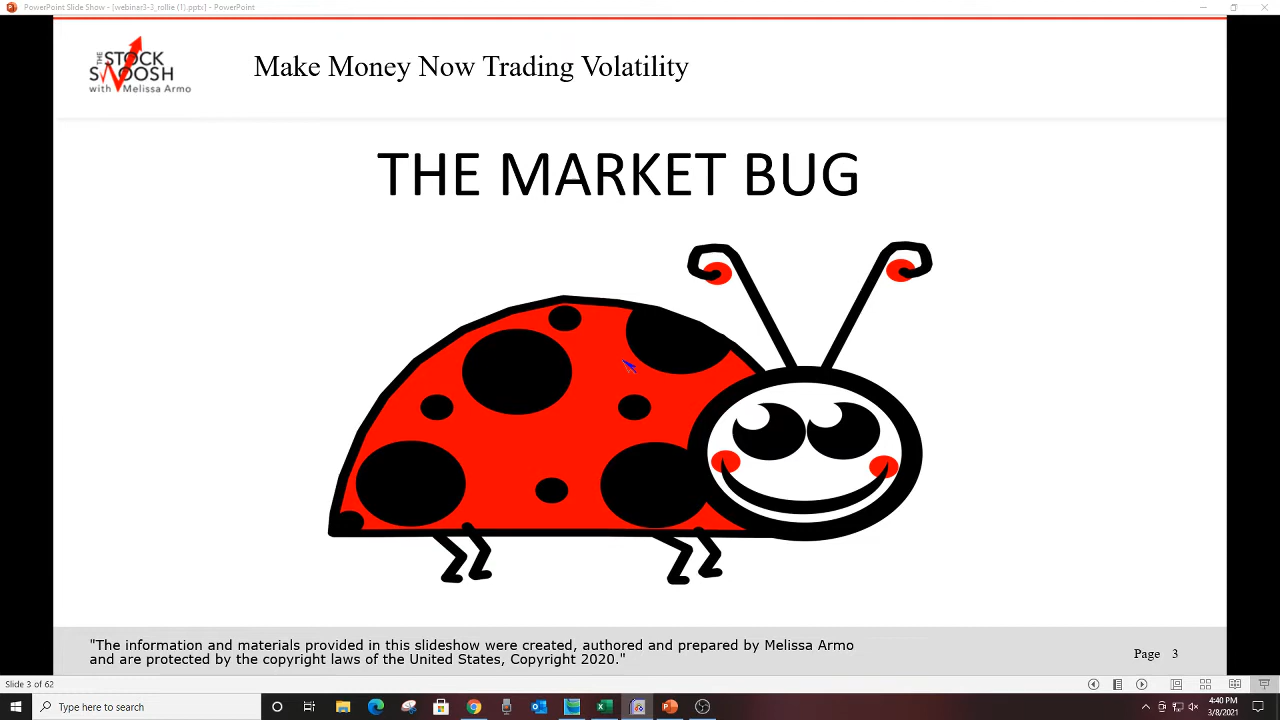 PowerPoint Slide Show - [webinar3-3_rollie (1).pptx] - PowerPoint
THE
STOCK
SWOOSH
with Melissa Armo
Make Money Now Trading Volatility
THE MARKET BUG
"The information and materials provided in this slideshow were created, authored and prepared by Melissa Armo
and are protected by the copyright laws of the United States, Copyright 2020."
Page 3
Slide 3 of 62
Type here to search
4:40 PM
3/8/2021